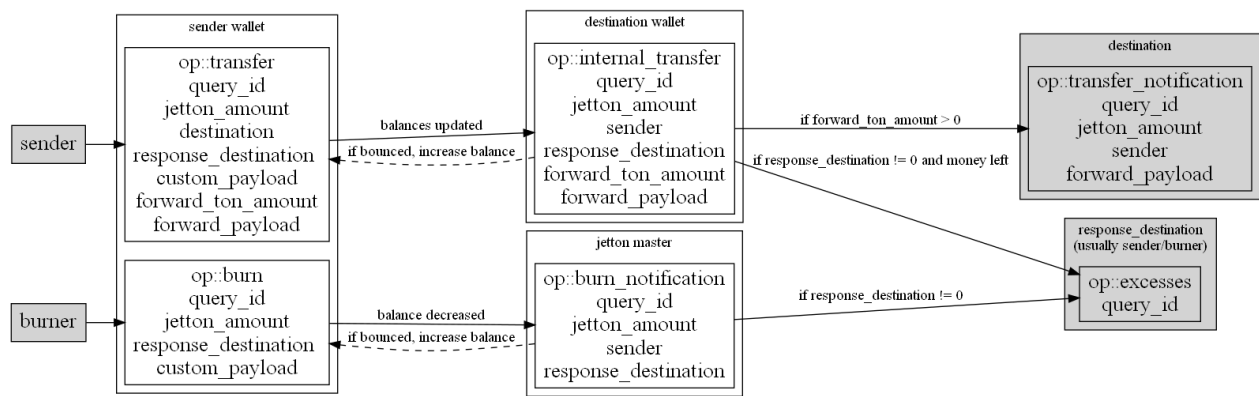 sender wallet
op::transfer
query_id
jetton_amount
destination
response_destination
custom_payload
forward_ton_amount
forward_payload
sender
balances updated
if bounced, increase balance
destination wallet
op::internal_transfer
query_id
jetton_amount
sender
response_destination
forward_ton_amount
forward_payload
if forward_ton_amount > 0
if response_destination != 0 and money left
destination
op::transfer_notification
query_id
jetton_amount
sender
forward_payload
burner
op::burn
query_id
jetton_amount
response_destination
custom_payload
balance decreased
if bounced, increase balance
jetton master
op::burn_notification
query_id
jetton_amount
sender
response_destination
if response_destination != 0
response_destination
(usually sender/burner)
op::excesses
query_id